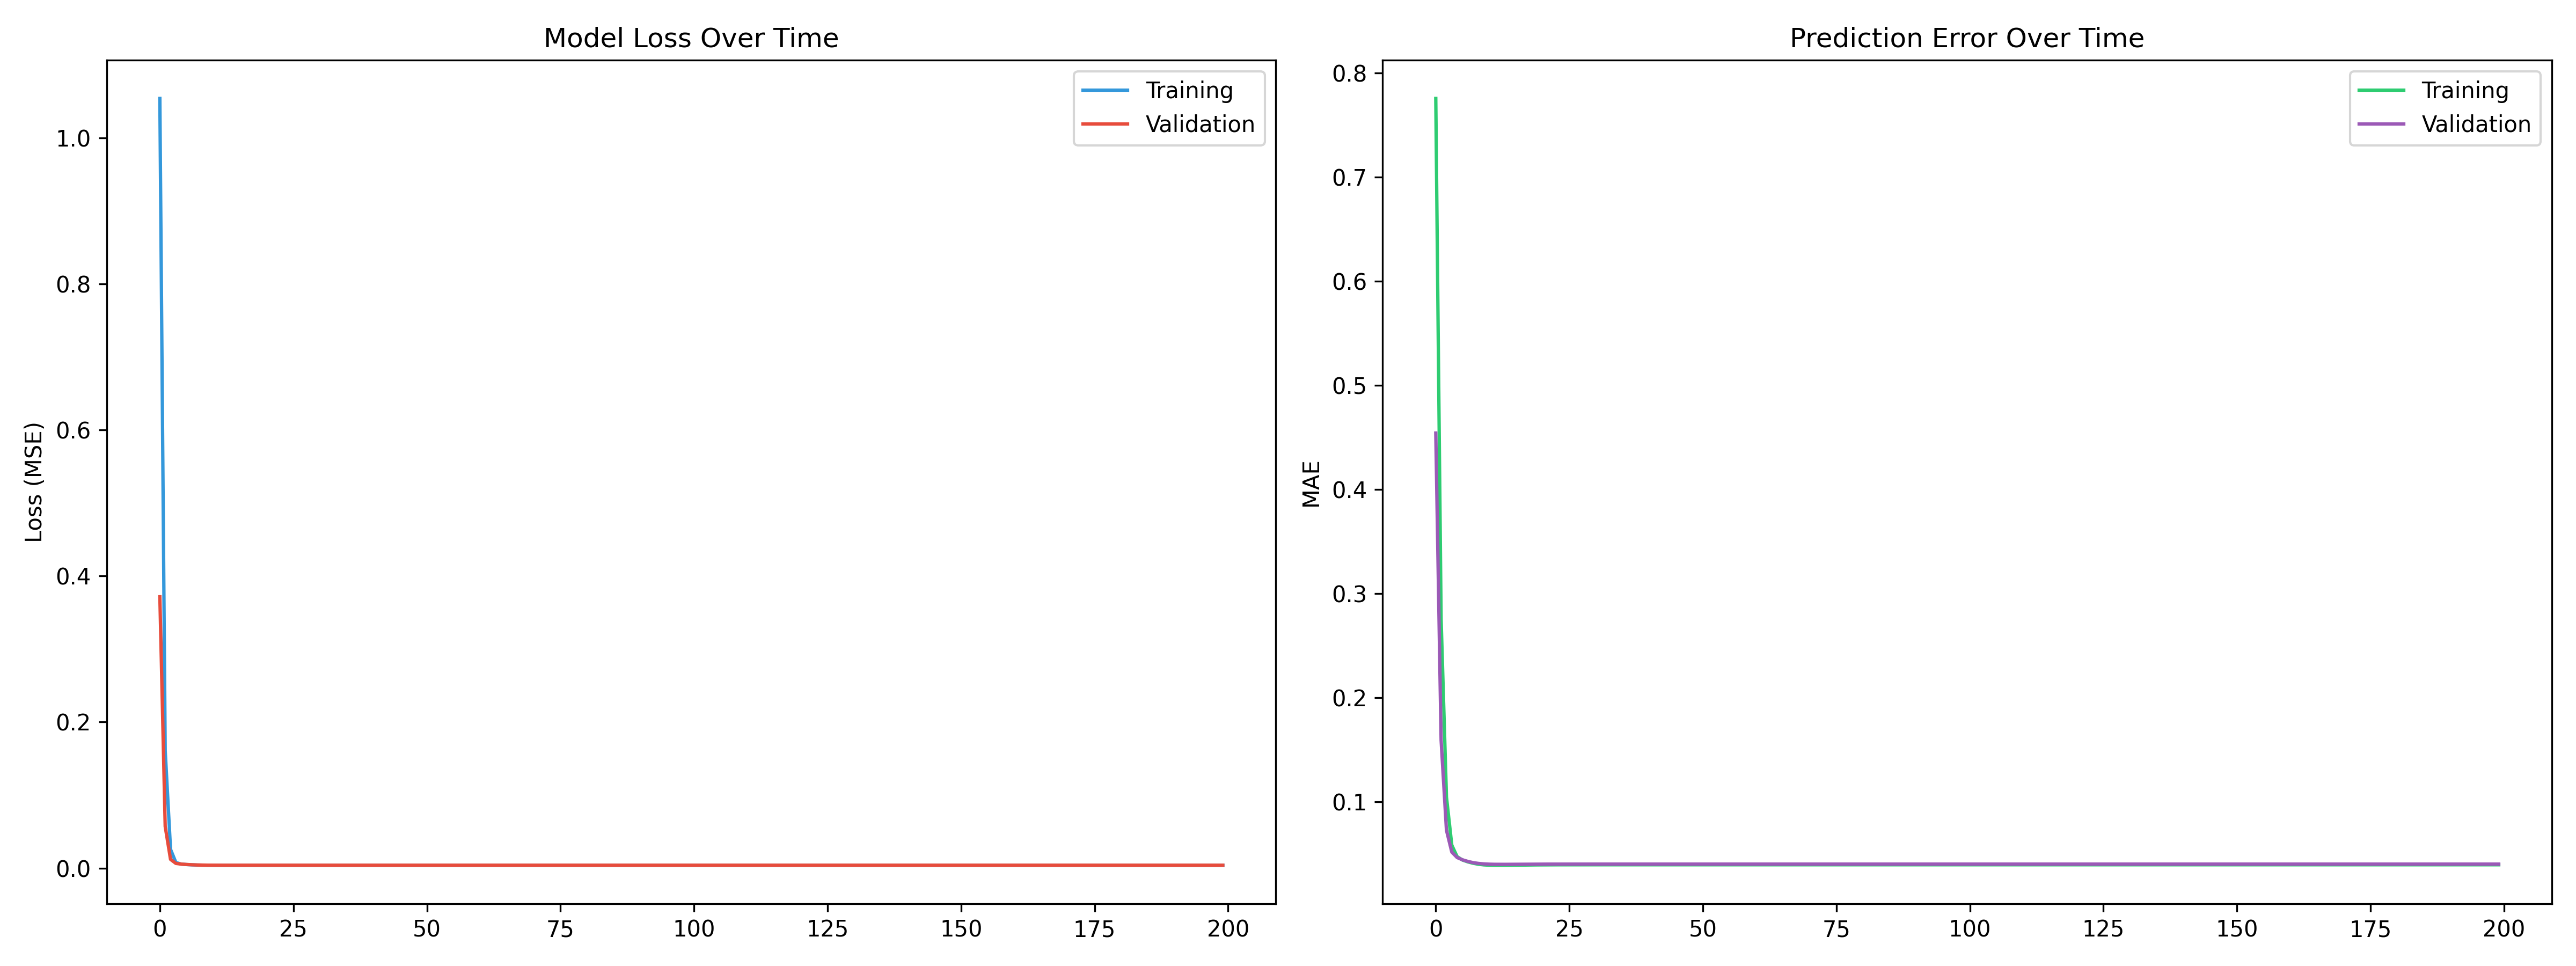 Model Loss Over Time
Loss (MSE)
1.0
0.8
0.6
0.4
0.2
0.0
Training
Validation
0 25 50 75 100 125 150 175 200
Prediction Error Over Time
MAE
0.8
0.7
0.6
0.5
0.4
0.3
0.2
0.1
Training
Validation
0 25 50 75 100 125 150 175 200